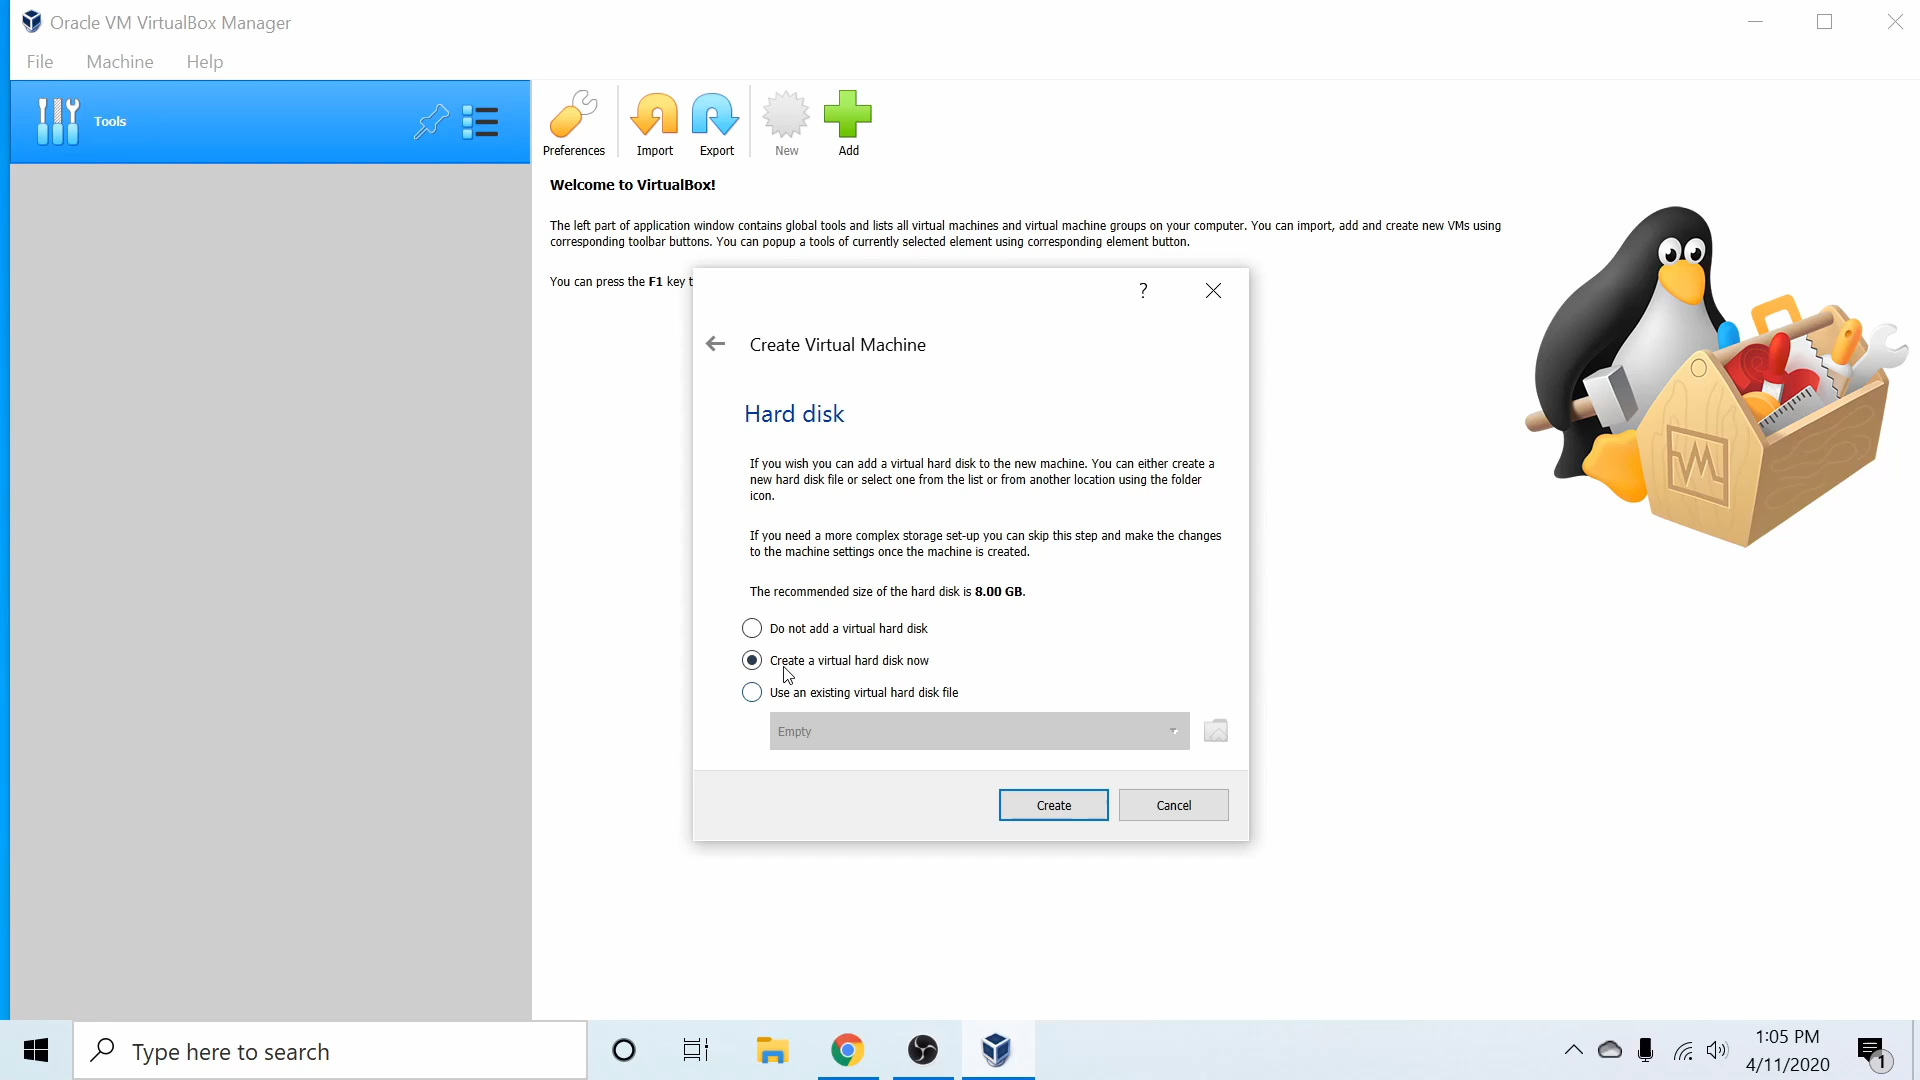 Oracle VM VirtualBox Manager
File Machine Help
Tools
Preferences Import Export New Add
Welcome to VirtualBox!
The left part of application window contains global tools and lists all virtual machines and virtual machine groups on your computer. You can import, add and create new VMs using
corresponding toolbar buttons. You can popup a tools of currently selected element using corresponding element button.
You can press the F1 key t
?
Create Virtual Machine
Hard disk
If you wish you can add a virtual hard disk to the new machine. You can either create a
new hard disk file or select one from the list or from another location using the folder
icon.
If you need a more complex storage set-up you can skip this step and make the changes
to the machine settings once the machine is created.
The recommended size of the hard disk is 8.00 GB.
Do not add a virtual hard disk
Create a virtual hard disk now
Use an existing virtual hard disk file
Empty
Create Cancel
Type here to search
1:05 PM
4/11/2020
1